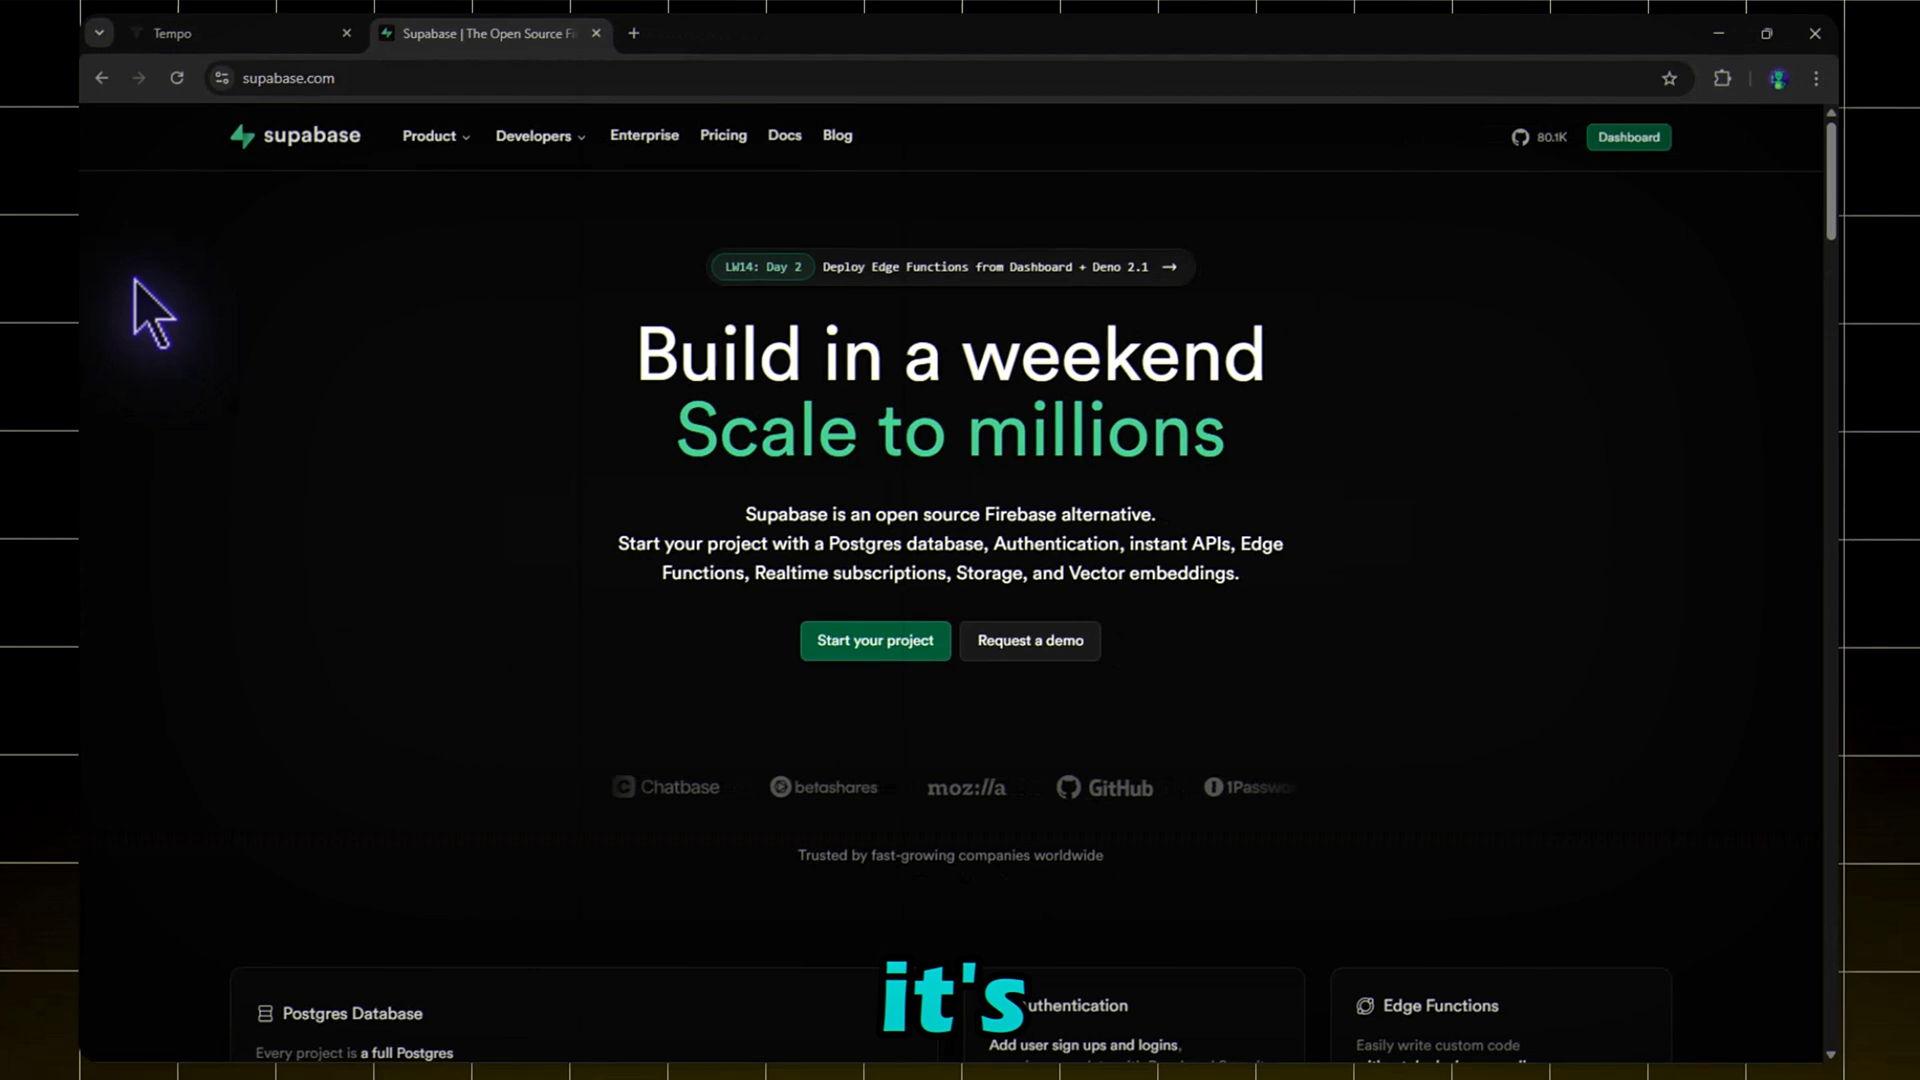 Tempo
Supabase | The Open Source Fi
supabase.com
supabase
Product
Developers
Enterprise
Pricing
Docs
Blog
80.1K
Dashboard
LW14: Day 2
Deploy Edge Functions from Dashboard + Deno 2.1 →
Build in a weekend
Scale to millions
Supabase is an open source Firebase alternative.
Start your project with a Postgres database, Authentication, instant APIs, Edge
Functions, Realtime subscriptions, Storage, and Vector embeddings.
Start your project
Request a demo
Chatbase
betashares
moz://a
GitHub
1Passwo
Trusted by fast-growing companies worldwide
Postgres Database
Every project is a full Postgres
it's
uthentication
Add user sign ups and logins,
Edge Functions
Easily write custom code